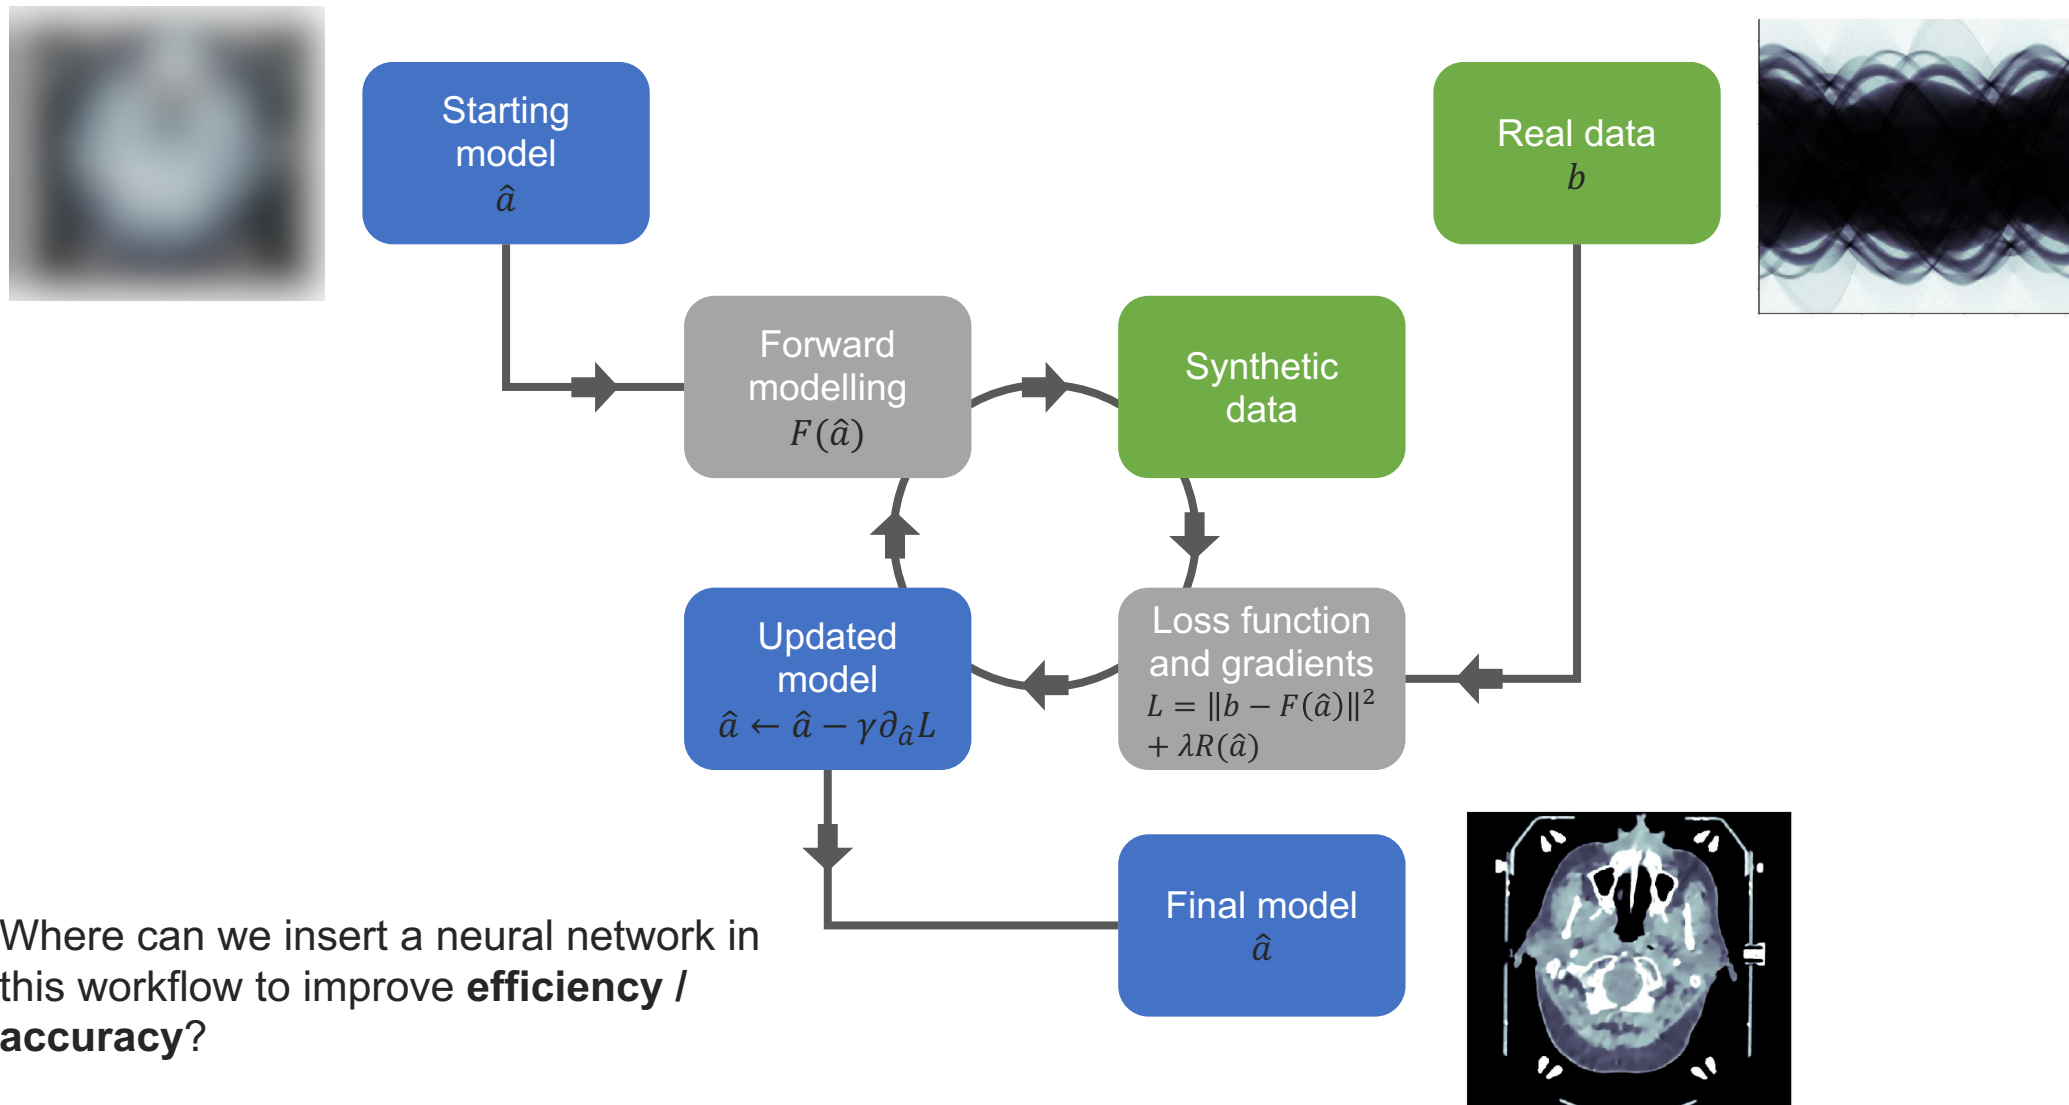 Starting
model
â
Real data
b
Forward
modelling
F(â)
Synthetic
data
Updated
model
â ← â − γ∂_â L
Loss function
and gradients
L = ‖b − F(â)‖²
+ λR(â)
Final model
â
Where can we insert a neural network in
this workflow to improve efficiency /
accuracy?